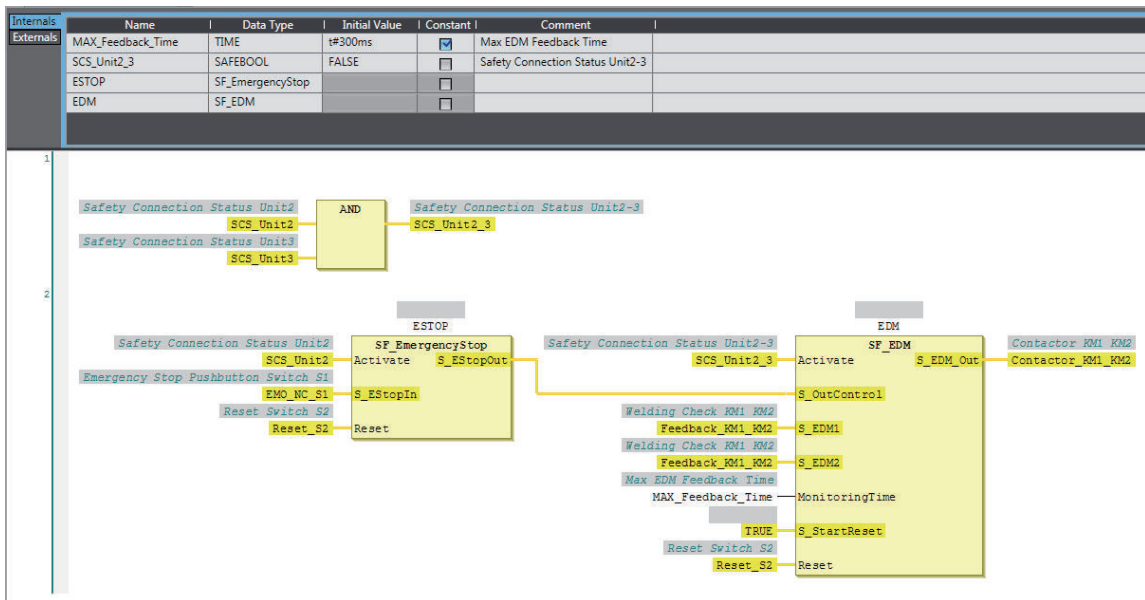 Internals
Externals
Name Data Type Initial Value Constant Comment
MAX_Feedback_Time TIME t#300ms Max EDM Feedback Time
SCS_Unit2_3 SAFEBOOL FALSE Safety Connection Status Unit2-3
ESTOP SF_EmergencyStop
EDM SF_EDM
1
Safety Connection Status Unit2 AND Safety Connection Status Unit2-3
SCS_Unit2 SCS_Unit2_3
Safety Connection Status Unit3
SCS_Unit3
2
ESTOP EDM
Safety Connection Status Unit2 SF_EmergencyStop Safety Connection Status Unit2-3 SF_EDM Contactor KM1 KM2
SCS_Unit2 Activate S_EStopOut SCS_Unit2_3 Activate S_EDM_Out Contactor_KM1_KM2
Emergency Stop Pushbutton Switch S1
EMO_NC_S1 S_EStopIn S_OutControl
Reset Switch S2 Welding Check KM1 KM2
Reset_S2 Reset Feedback_KM1_KM2 S_EDM1
Welding Check KM1 KM2
Feedback_KM1_KM2 S_EDM2
Max EDM Feedback Time
MAX_Feedback_Time MonitoringTime
TRUE S_StartReset
Reset Switch S2
Reset_S2 Reset